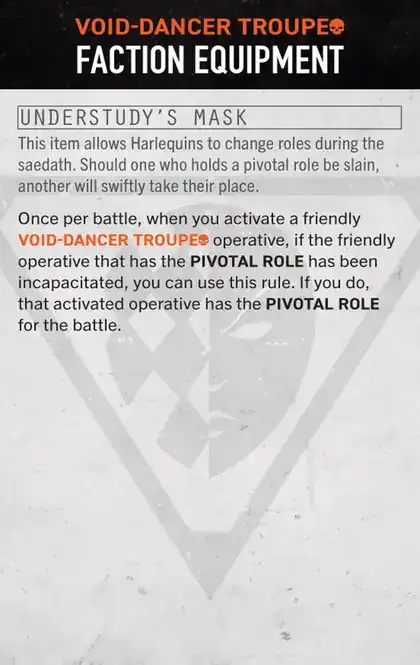 VOID-DANCER TROUPE
FACTION EQUIPMENT
UNDERSTUDY'S MASK
This item allows Harlequins to change roles during the
saedath. Should one who holds a pivotal role be slain,
another will swiftly take their place.
Once per battle, when you activate a friendly
VOID-DANCER TROUPE operative, if the friendly
operative that has the PIVOTAL ROLE has been
incapacitated, you can use this rule. If you do,
that activated operative has the PIVOTAL ROLE
for the battle.